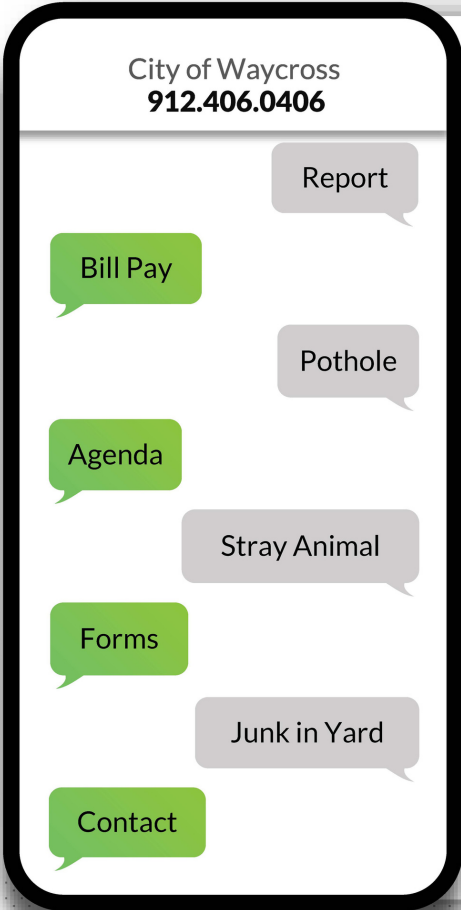 City of Waycross
912.406.0406
Report
Bill Pay
Pothole
Agenda
Stray Animal
Forms
Junk in Yard
Contact